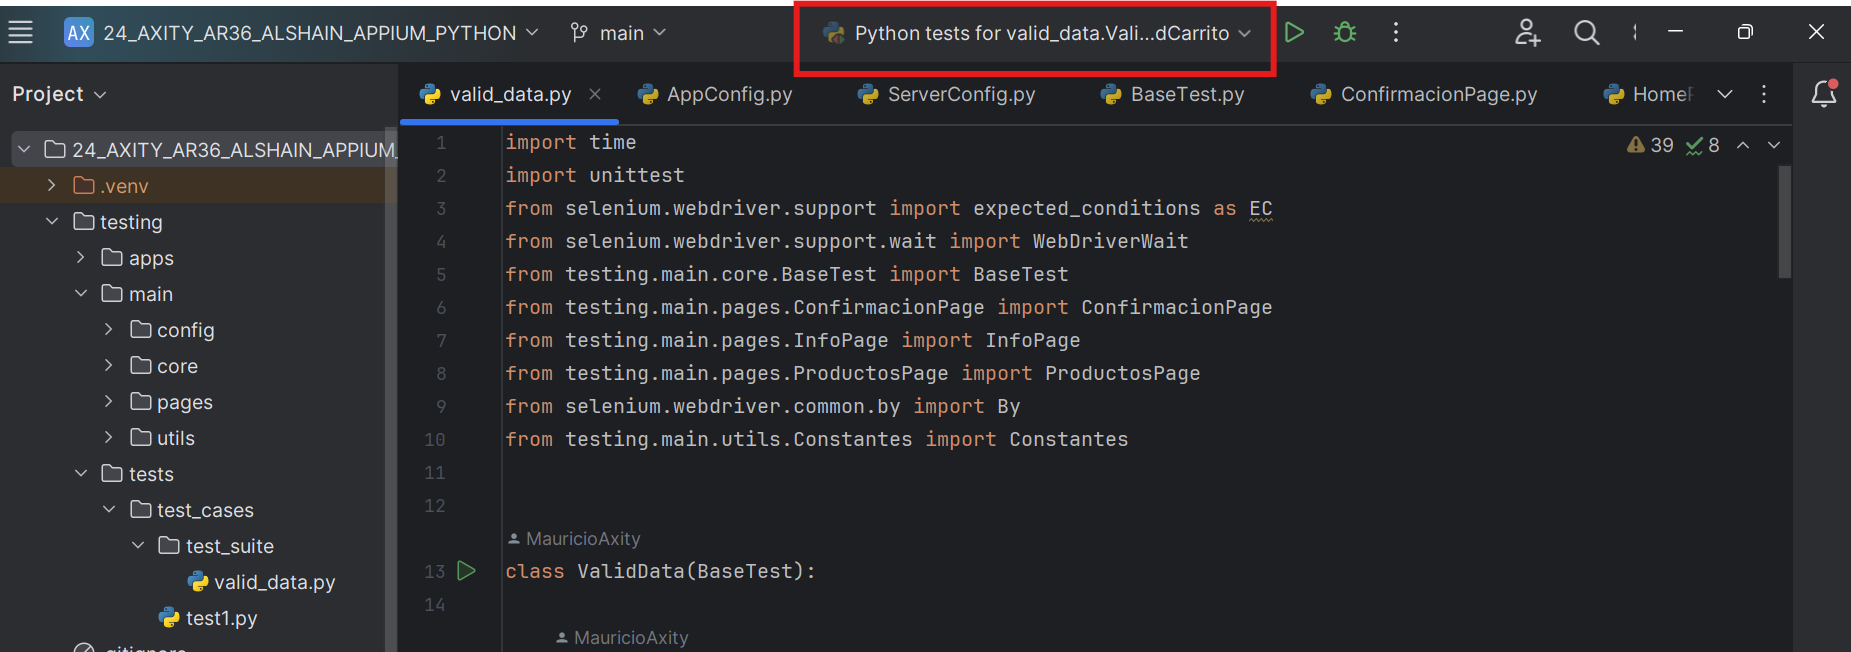 AX 24_AXITY_AR36_ALSHAIN_APPIUM_PYTHON main Python tests for valid_data.Vali...dCarrito
Project
valid_data.py AppConfig.py ServerConfig.py BaseTest.py ConfirmacionPage.py Home
24_AXITY_AR36_ALSHAIN_APPIUM_
.venv
testing
apps
main
config
core
pages
utils
tests
test_cases
test_suite
valid_data.py
test1.py
.gitignore
39 8
1 import time
2 import unittest
3 from selenium.webdriver.support import expected_conditions as EC
4 from selenium.webdriver.support.wait import WebDriverWait
5 from testing.main.core.BaseTest import BaseTest
6 from testing.main.pages.ConfirmacionPage import ConfirmacionPage
7 from testing.main.pages.InfoPage import InfoPage
8 from testing.main.pages.ProductosPage import ProductosPage
9 from selenium.webdriver.common.by import By
10 from testing.main.utils.Constantes import Constantes
11
12
MauricioAxity
13 class ValidData(BaseTest):
14
MauricioAxity